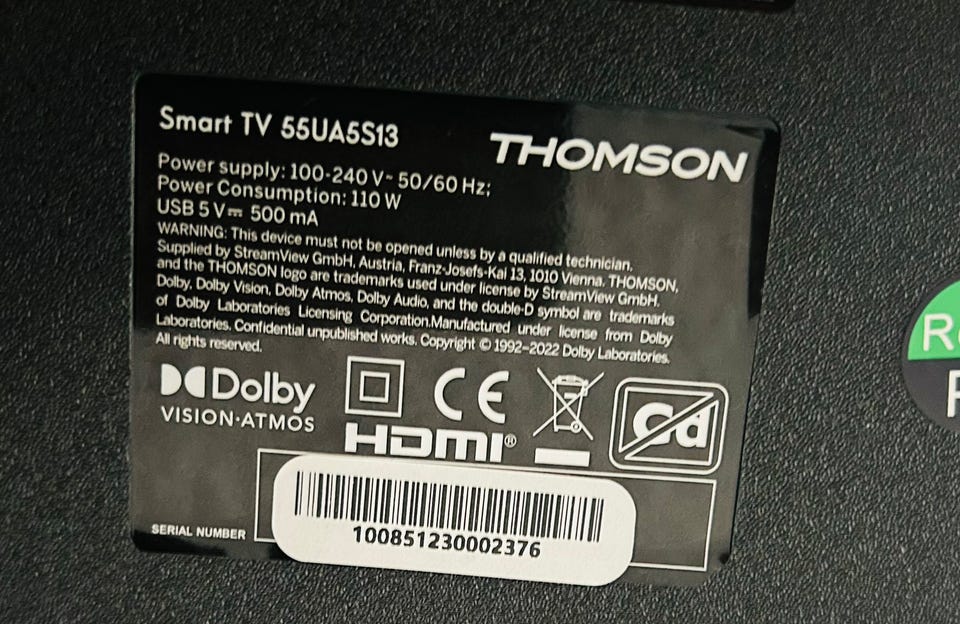 Smart TV 55UA5S13
THOMSON
Power supply: 100-240 V~ 50/60 Hz;
Power Consumption: 110 W
USB 5 V⎓ 500 mA
WARNING: This device must not be opened unless by a qualified technician.
Supplied by StreamView GmbH, Austria, Franz-Josefs-Kai 13, 1010 Vienna. THOMSON,
and the THOMSON logo are trademarks used under license by StreamView GmbH.
Dolby, Dolby Vision, Dolby Atmos, Dolby Audio, and the double-D symbol are trademarks
of Dolby Laboratories Licensing Corporation.Manufactured under license from Dolby
Laboratories. Confidential unpublished works. Copyright © 1992-2022 Dolby Laboratories.
All rights reserved.
Dolby
VISION·ATMOS
CE
HDMI®
Cd
SERIAL NUMBER
100851230002376